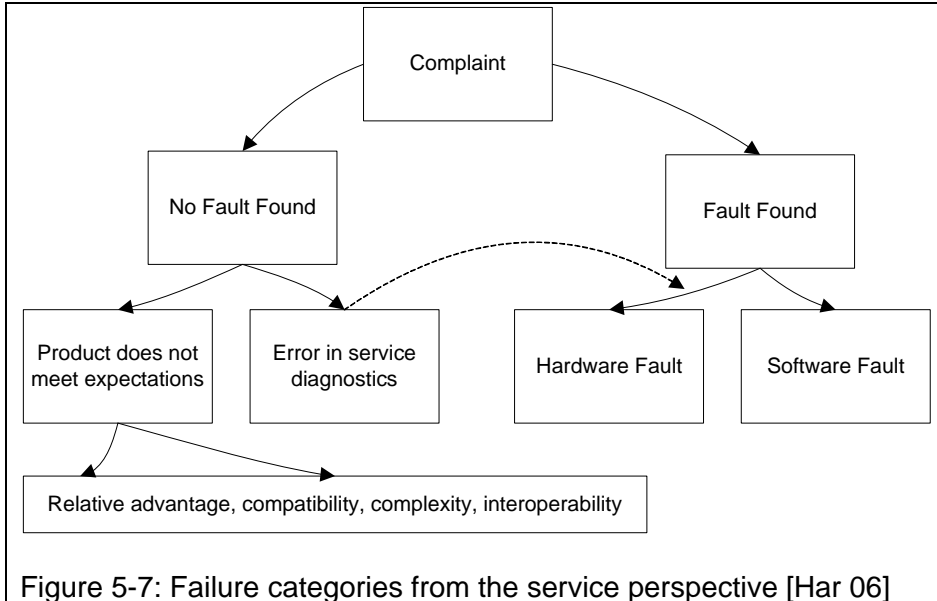 Complaint
No Fault Found
Fault Found
Product does not
meet expectations
Error in service
diagnostics
Hardware Fault
Software Fault
Relative advantage, compatibility, complexity, interoperability
Figure 5-7: Failure categories from the service perspective [Har 06]